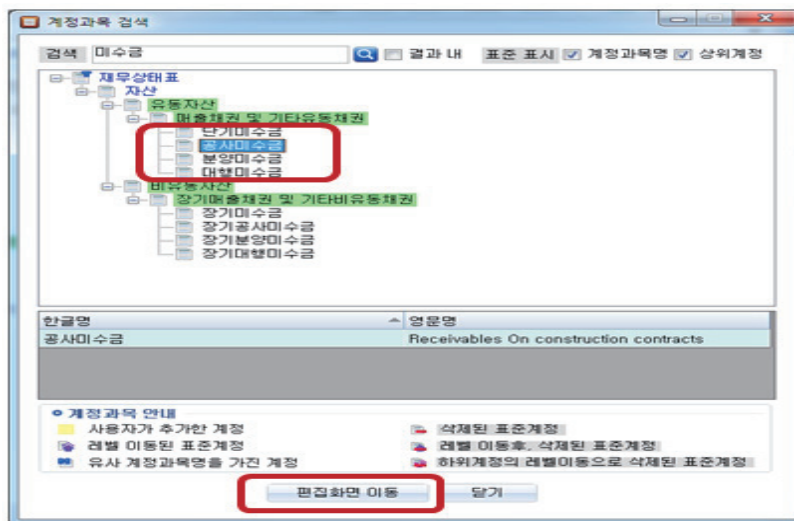 계정과목 검색
검색 미수금 결과 내 표준 표시 계정과목명 상위계정
재무상태표
자산
유동자산
매출채권 및 기타유동채권
단기미수금
공사미수금
분양미수금
대행미수금
비유동자산
장기매출채권 및 기타비유동채권
장기미수금
장기공사미수금
장기분양미수금
장기대행미수금
한글명 영문명
공사미수금 Receivables On construction contracts
계정과목 안내
사용자가 추가한 계정 삭제된 표준계정
레벨 이동된 표준계정 레벨 이동후, 삭제된 표준계정
유사 계정과목명을 가진 계정 하위계정의 레벨이동으로 삭제된 표준계정
편집화면 이동 닫기